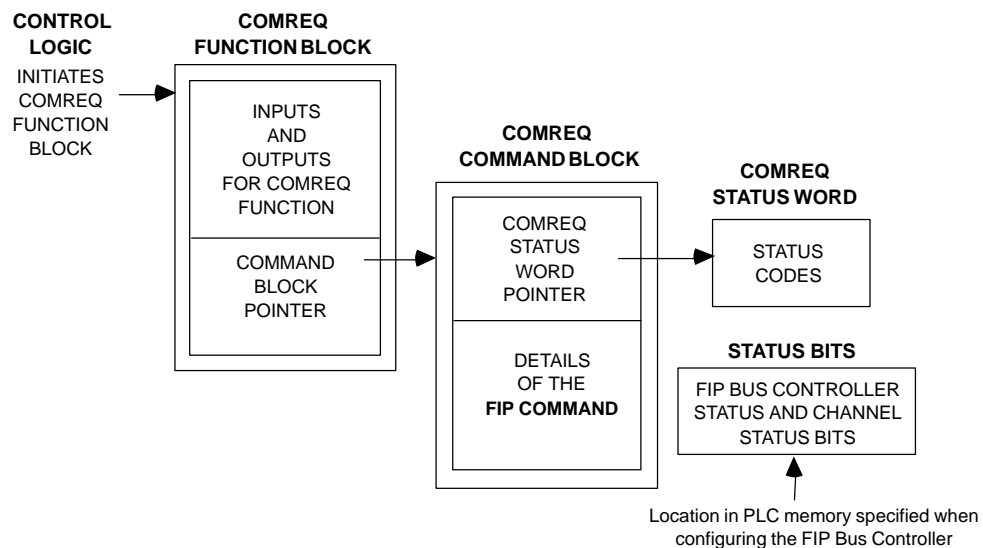 CONTROL
LOGIC
INITIATES
COMREQ
FUNCTION
BLOCK
COMREQ
FUNCTION BLOCK
INPUTS
AND
OUTPUTS
FOR COMREQ
FUNCTION
COMMAND
BLOCK
POINTER
COMREQ
COMMAND BLOCK
COMREQ
STATUS
WORD
POINTER
DETAILS
OF THE
FIP COMMAND
COMREQ
STATUS WORD
STATUS
CODES
STATUS BITS
FIP BUS CONTROLLER
STATUS AND CHANNEL
STATUS BITS
Location in PLC memory specified when
configuring the FIP Bus Controller